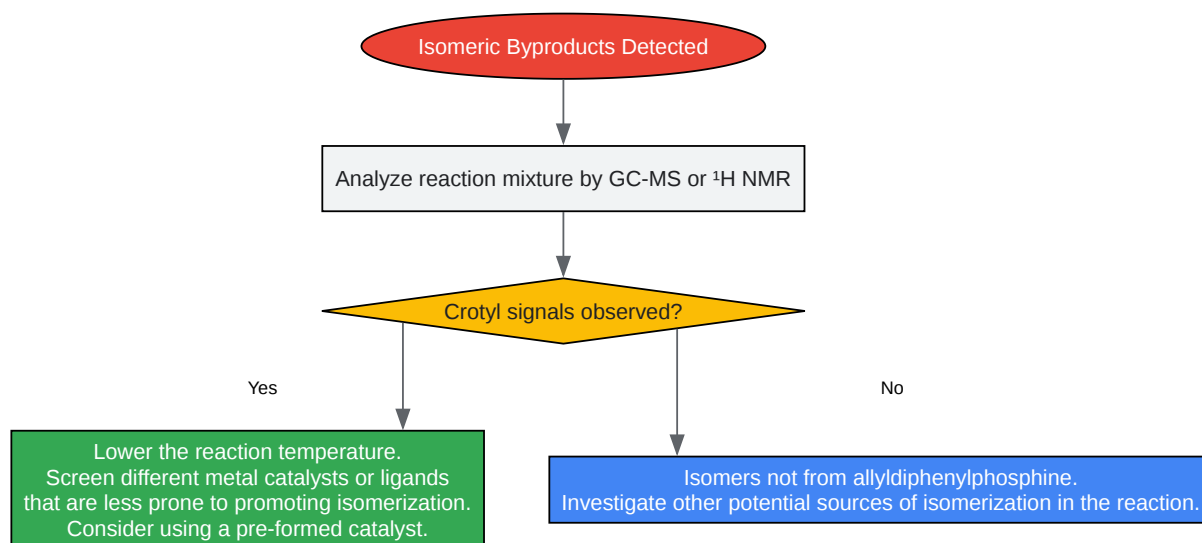 Isomeric Byproducts Detected
Analyze reaction mixture by GC-MS or ¹H NMR
Crotyl signals observed?
Yes
No
Lower the reaction temperature.
Screen different metal catalysts or ligands
that are less prone to promoting isomerization.
Consider using a pre-formed catalyst.
Isomers not from allyldiphenylphosphine.
Investigate other potential sources of isomerization in the reaction.